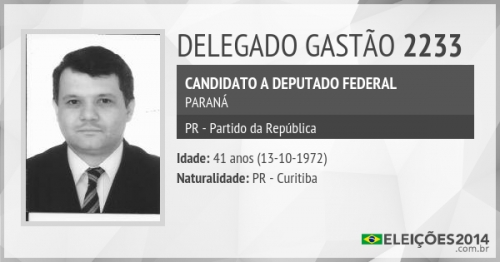 DELEGADO GASTÃO 2233
CANDIDATO A DEPUTADO FEDERAL
PARANÁ
PR - Partido da República
Idade: 41 anos (13-10-1972)
Naturalidade: PR - Curitiba
ELEIÇÕES2014
.com.br